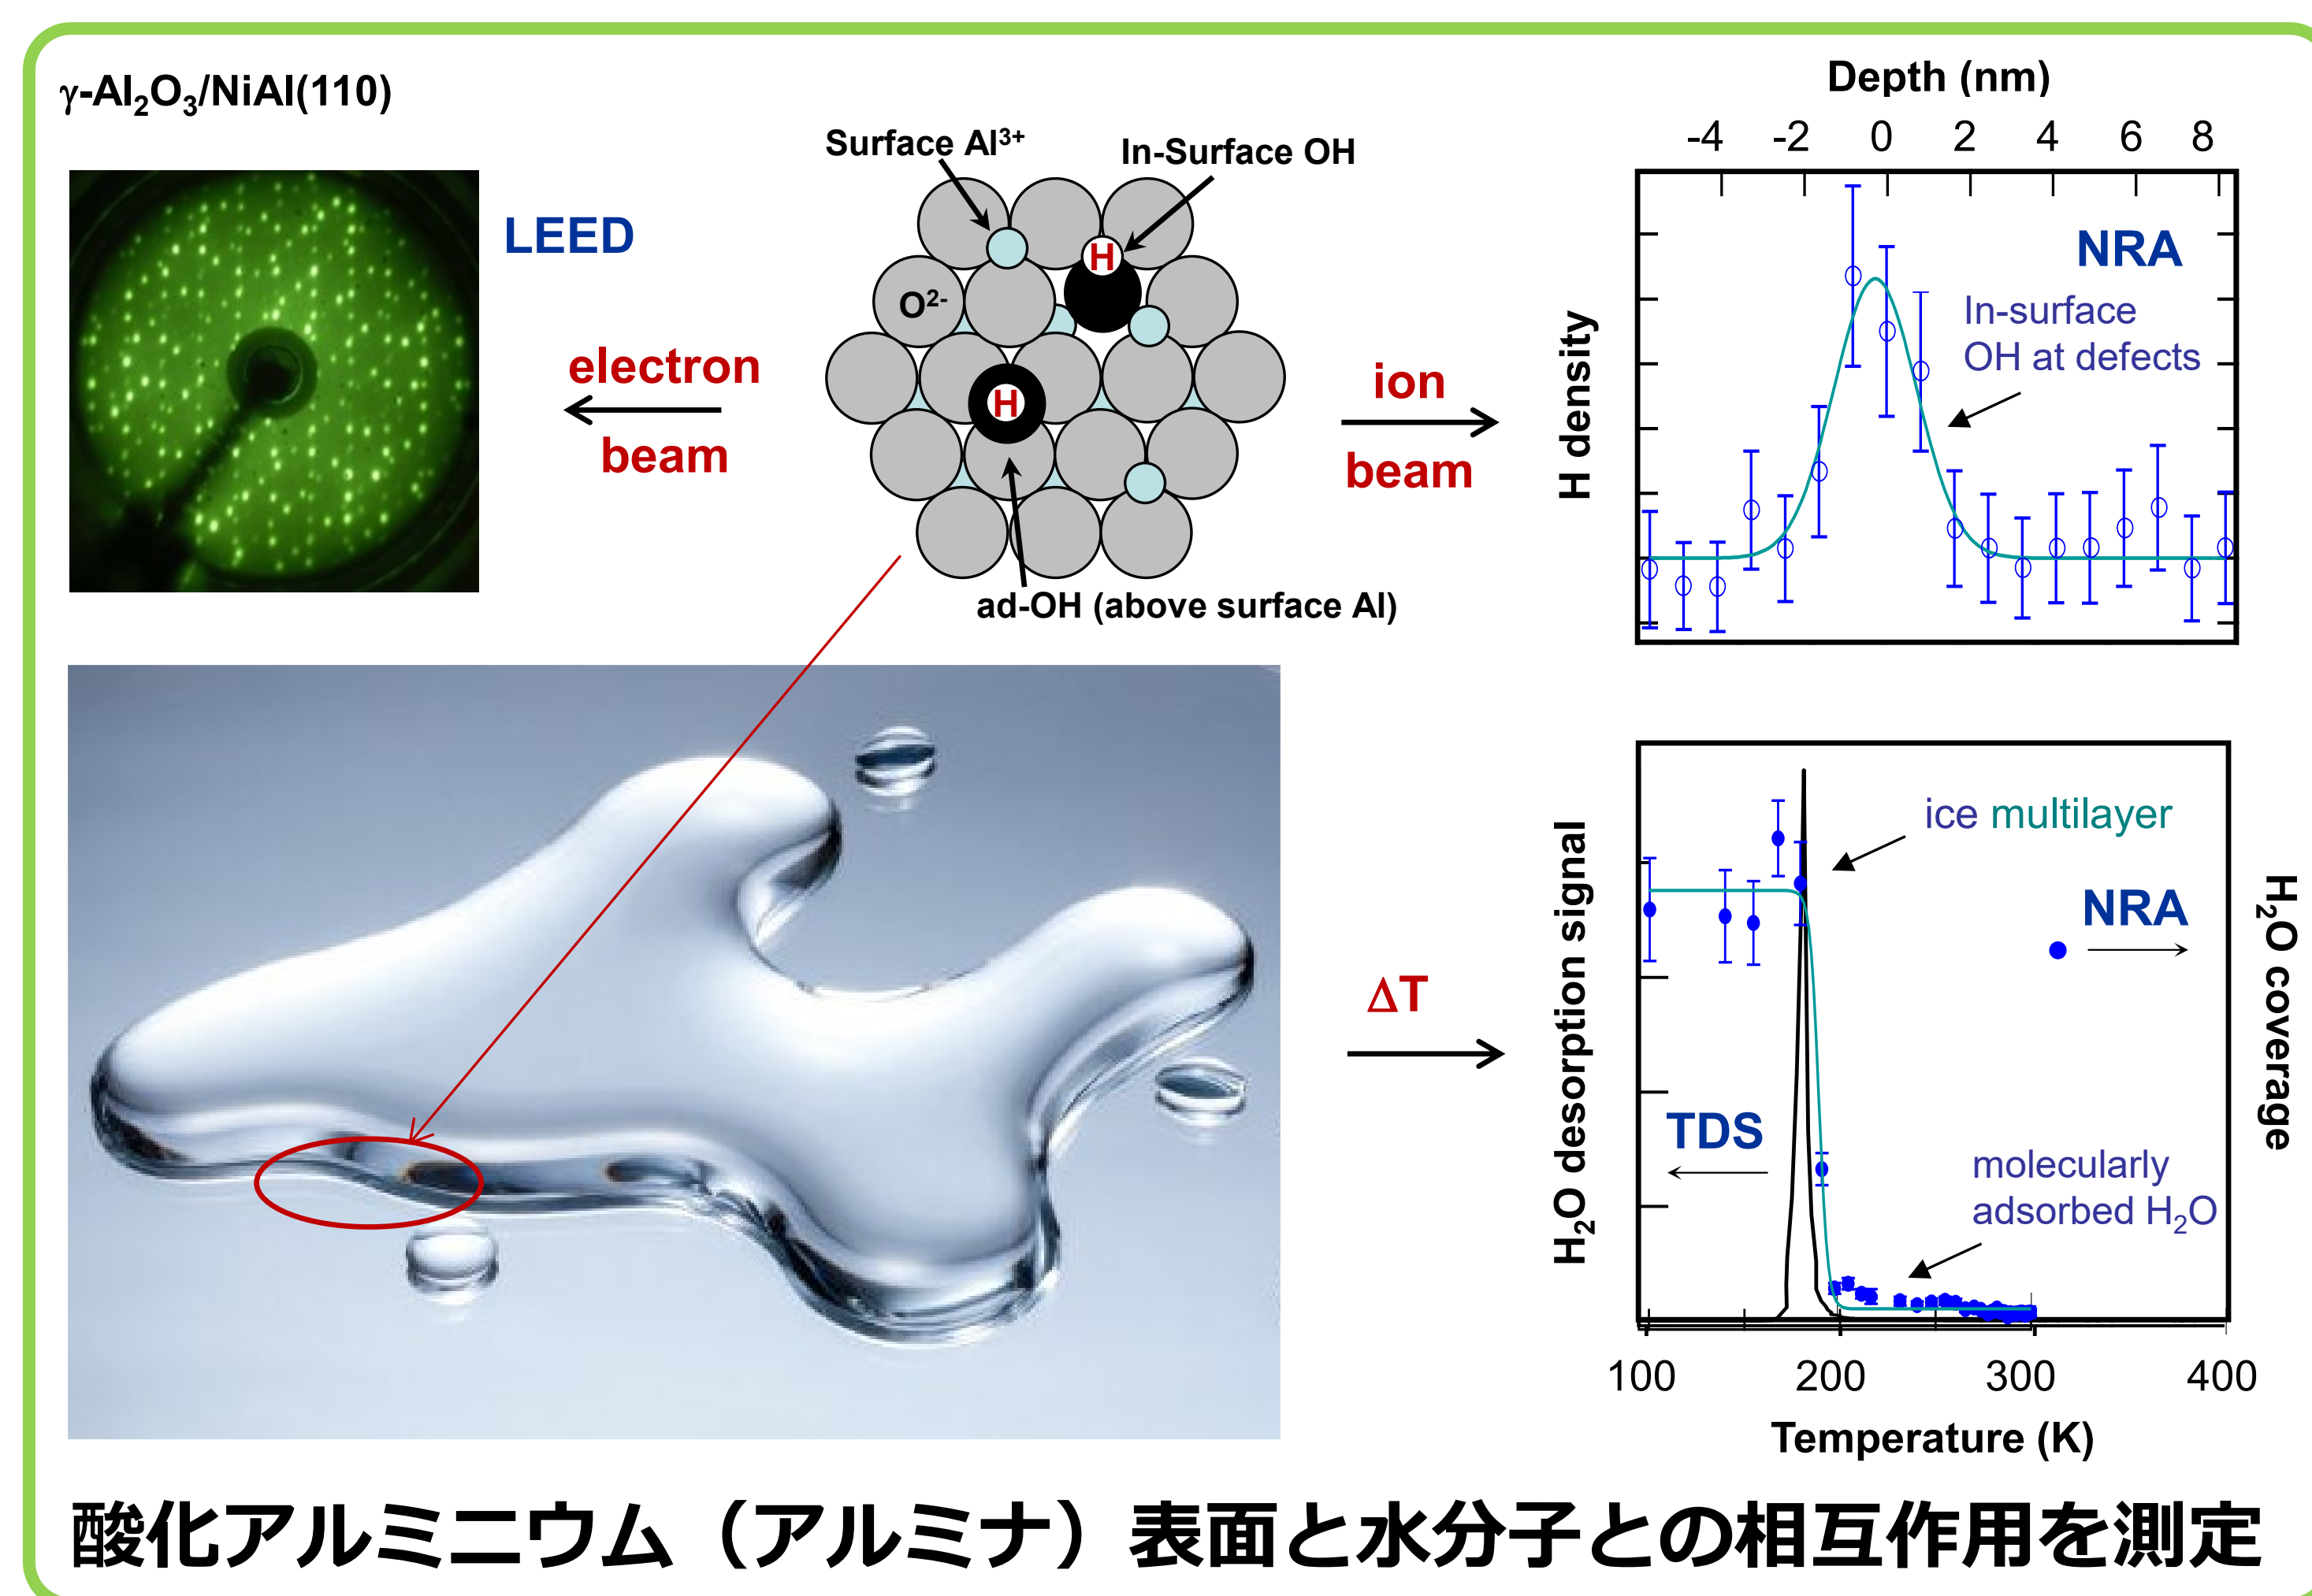 γ-Al₂O₃/NiAl(110)
LEED
electron
beam
Surface Al³⁺
In-Surface OH
H
O²⁻
H
ad-OH (above surface Al)
ion
beam
Depth (nm)
-4 -2 0 2 4 6 8
NRA
In-surface
OH at defects
H density
ΔT
H₂O desorption signal
ice multilayer
NRA
TDS
molecularly
adsorbed H₂O
H₂O coverage
100 200 300 400
Temperature (K)
酸化アルミニウム（アルミナ）表面と水分子との相互作用を測定